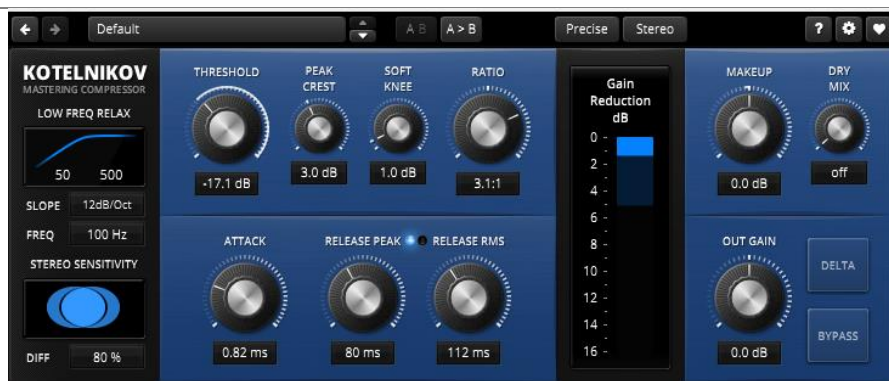 Default
A B
A > B
Precise
Stereo
?
KOTELNIKOV
MASTERING COMPRESSOR
LOW FREQ RELAX
50 500
SLOPE 12dB/Oct
FREQ 100 Hz
STEREO SENSITIVITY
DIFF 80 %
THRESHOLD
-17.1 dB
PEAK
CREST
3.0 dB
SOFT
KNEE
1.0 dB
RATIO
3.1:1
ATTACK
0.82 ms
RELEASE PEAK
80 ms
RELEASE RMS
112 ms
Gain
Reduction
dB
0 -
2 -
4 -
6 -
8 -
10 -
12 -
14 -
16 -
MAKEUP
0.0 dB
DRY
MIX
off
OUT GAIN
0.0 dB
DELTA
BYPASS